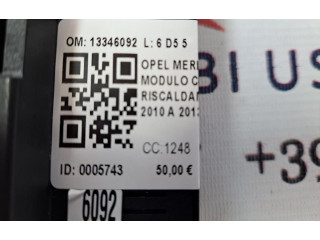 OM: 13346092 L: 6 D5 5
OPEL MER
MODULO C
RISCALDA
2010 A 201
CC:1248
ID: 0005743 50,00 €
6092
BI US
+39